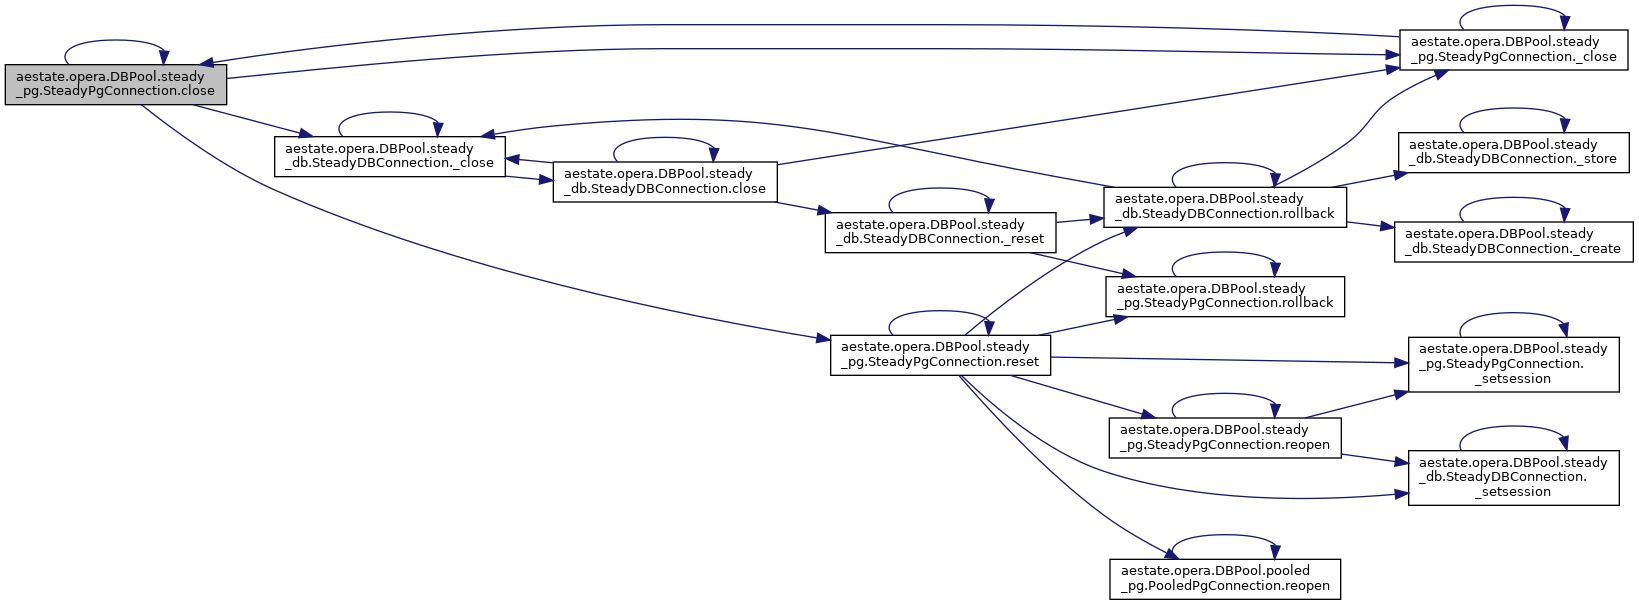 aestate.opera.DBPool.steady
_pg.SteadyPgConnection.close
aestate.opera.DBPool.steady
_db.SteadyDBConnection._close
aestate.opera.DBPool.steady
_db.SteadyDBConnection.close
aestate.opera.DBPool.steady
_db.SteadyDBConnection._reset
aestate.opera.DBPool.steady
_pg.SteadyPgConnection.reset
aestate.opera.DBPool.steady
_db.SteadyDBConnection.rollback
aestate.opera.DBPool.steady
_pg.SteadyPgConnection.rollback
aestate.opera.DBPool.steady
_pg.SteadyPgConnection.reopen
aestate.opera.DBPool.pooled
_pg.PooledPgConnection.reopen
aestate.opera.DBPool.steady
_pg.SteadyPgConnection._close
aestate.opera.DBPool.steady
_db.SteadyDBConnection._store
aestate.opera.DBPool.steady
_db.SteadyDBConnection._create
aestate.opera.DBPool.steady
_pg.SteadyPgConnection.
_setsession
aestate.opera.DBPool.steady
_db.SteadyDBConnection.
_setsession